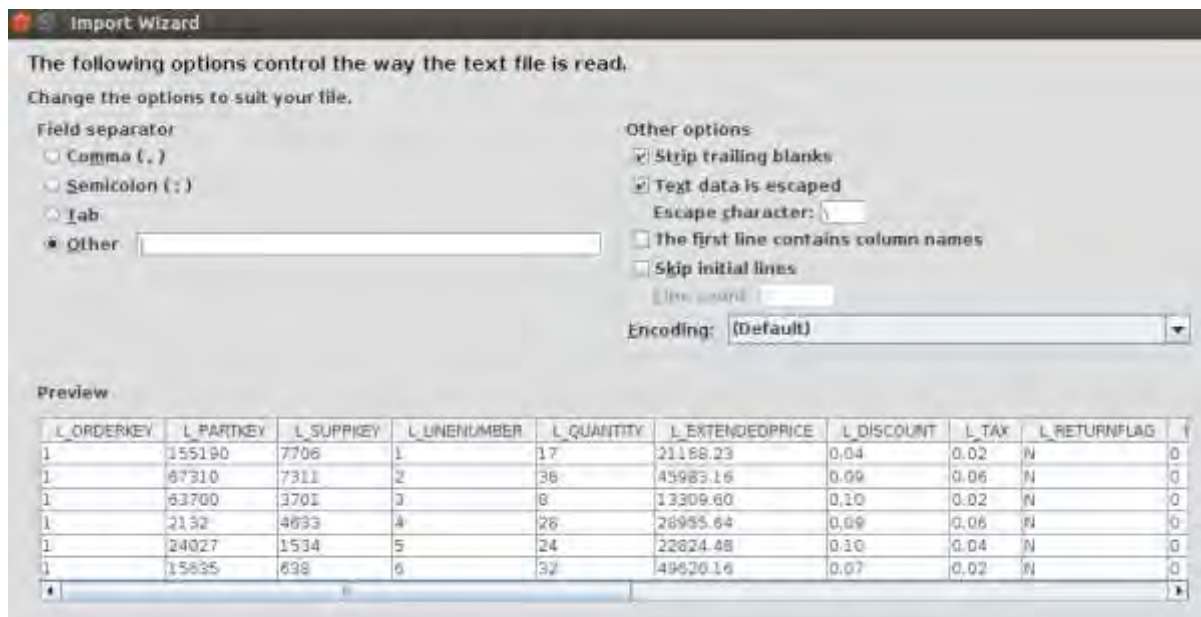 Import Wizard
The following options control the way the text file is read.
Change the options to suit your file.
Field separator
Comma (,)
Semicolon (;)
Tab
Other |
Other options
Strip trailing blanks
Text data is escaped
Escape character: \
The first line contains column names
Skip initial lines
Line count:
Encoding: (Default)
Preview
L_ORDERKEY L_PARTKEY L_SUPPKEY L_LINENUMBER L_QUANTITY L_EXTENDEDPRICE L_DISCOUNT L_TAX L_RETURNFLAG
1 155190 7706 1 17 21168.23 0.04 0.02 N 0
1 67310 7311 2 36 45983.16 0.09 0.06 N 0
1 63700 3701 3 8 13309.60 0.10 0.02 N 0
1 2132 4633 4 28 28955.64 0.09 0.06 N 0
1 24027 1534 5 24 22824.48 0.10 0.04 N 0
1 15635 638 6 32 49620.16 0.07 0.02 N 0